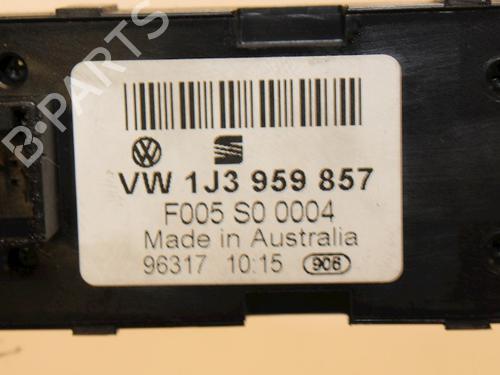 B·PARTS
VW 1J3 959 857
F005 S0 0004
Made in Australia
96317 10:15 906